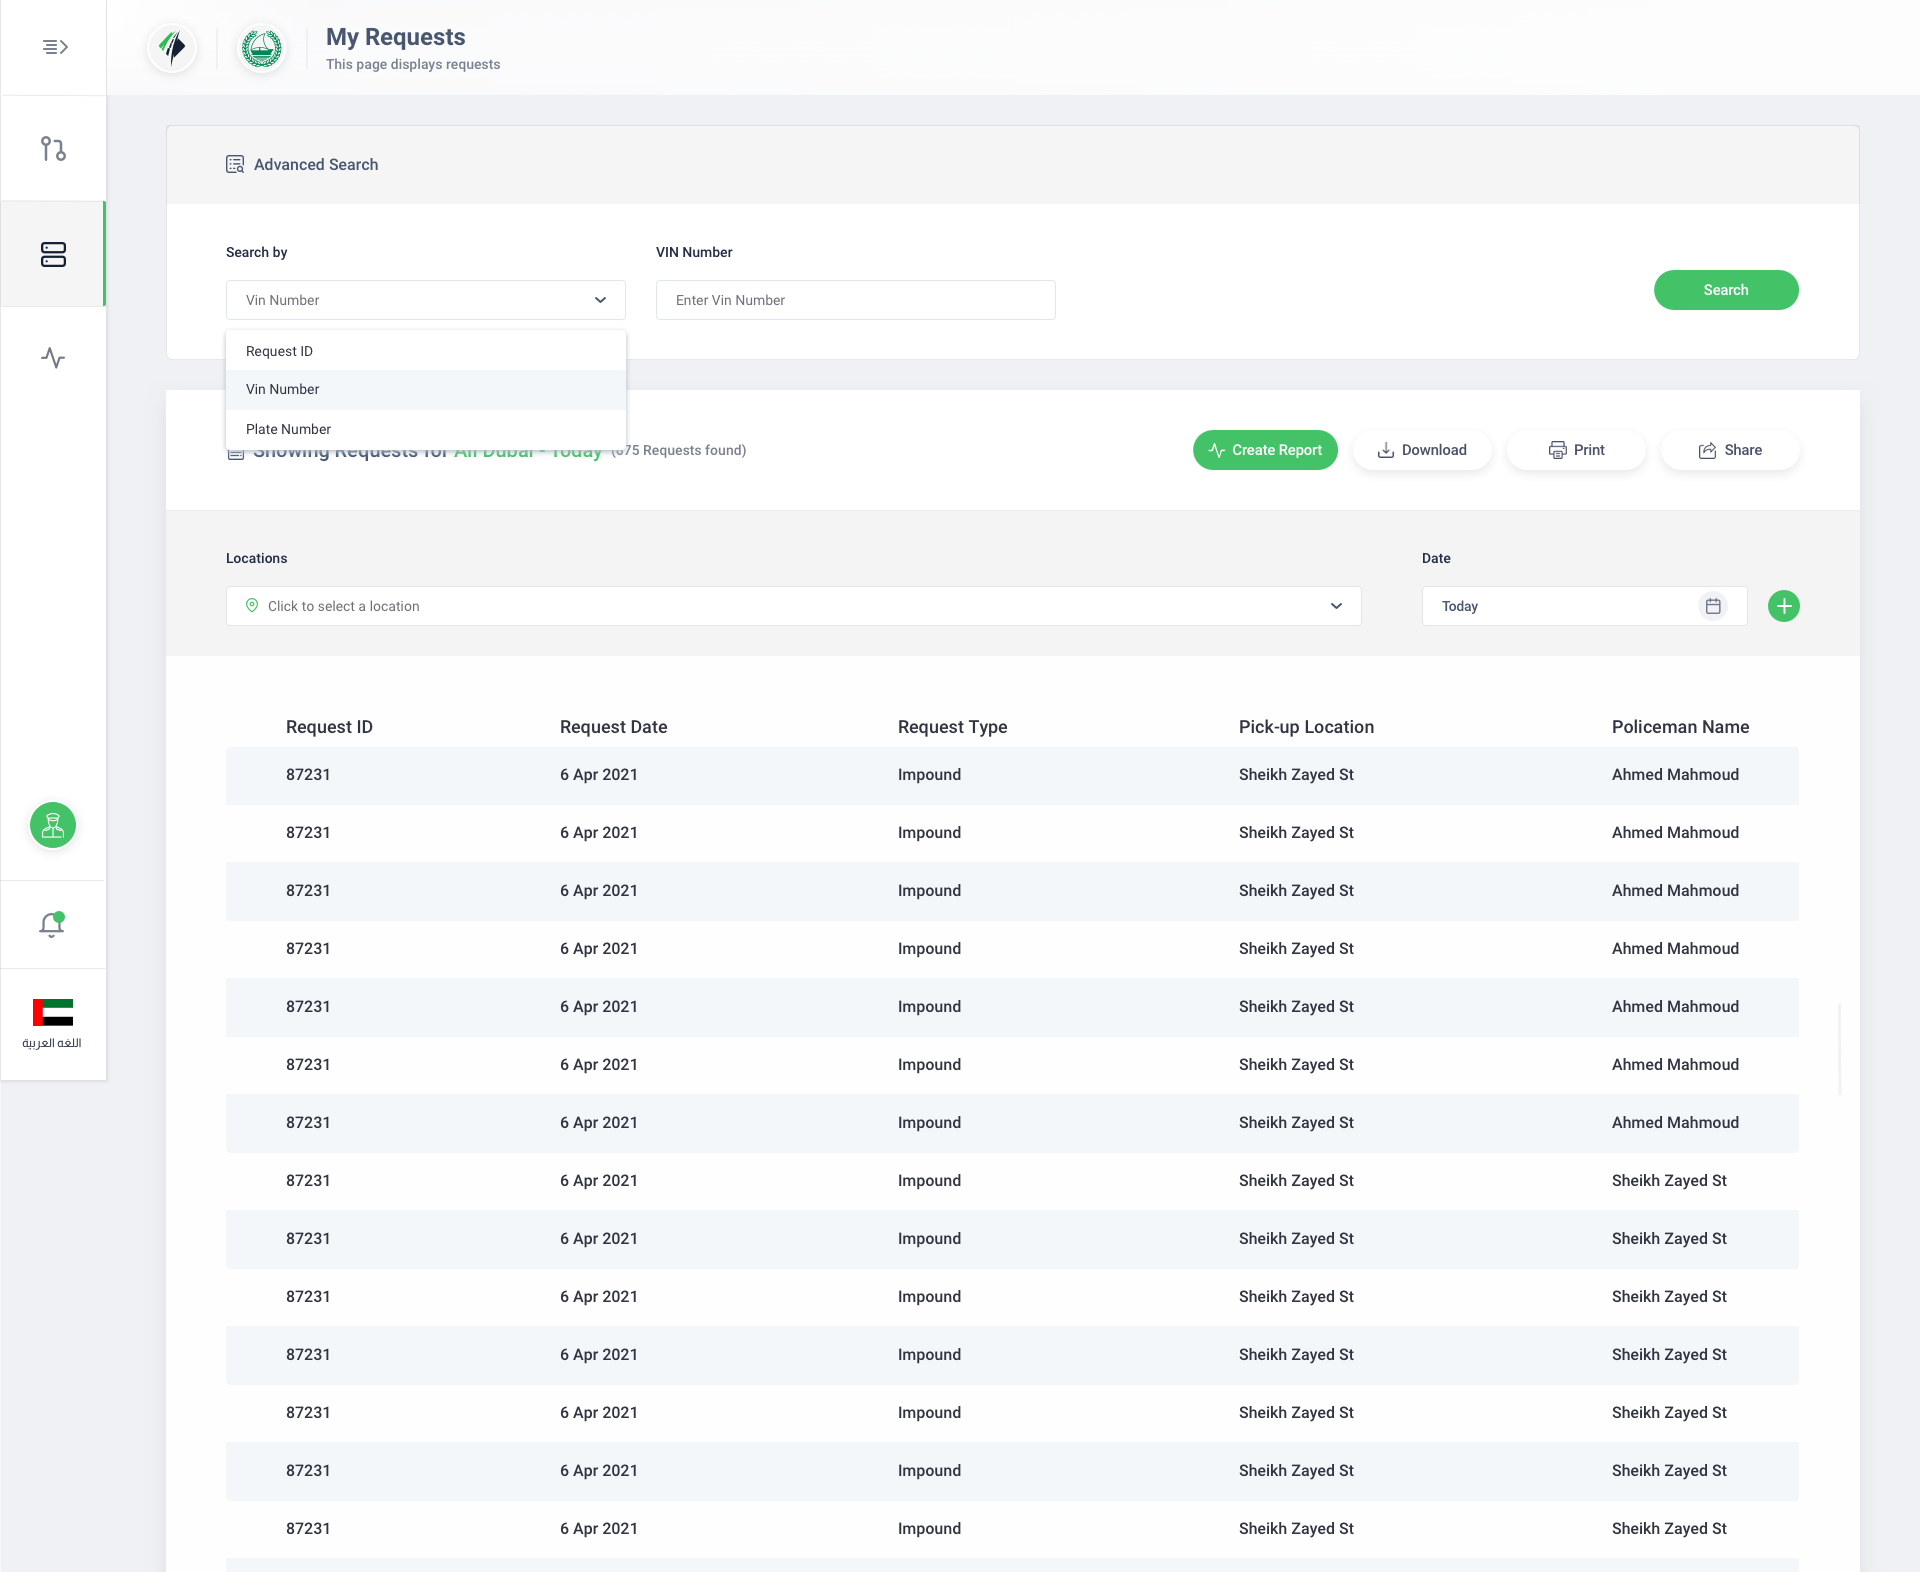 My Requests
This page displays requests
Advanced Search
Search by
VIN Number
Vin Number
Enter Vin Number
Search
Request ID
Vin Number
Plate Number
Showing Requests for All Dubai - Today (675 Requests found)
Create Report
Download
Print
Share
Locations
Date
Click to select a location
Today
Request ID Request Date Request Type Pick-up Location Policeman Name
87231 6 Apr 2021 Impound Sheikh Zayed St Ahmed Mahmoud
87231 6 Apr 2021 Impound Sheikh Zayed St Ahmed Mahmoud
87231 6 Apr 2021 Impound Sheikh Zayed St Ahmed Mahmoud
87231 6 Apr 2021 Impound Sheikh Zayed St Ahmed Mahmoud
87231 6 Apr 2021 Impound Sheikh Zayed St Ahmed Mahmoud
87231 6 Apr 2021 Impound Sheikh Zayed St Ahmed Mahmoud
87231 6 Apr 2021 Impound Sheikh Zayed St Ahmed Mahmoud
87231 6 Apr 2021 Impound Sheikh Zayed St Sheikh Zayed St
87231 6 Apr 2021 Impound Sheikh Zayed St Sheikh Zayed St
87231 6 Apr 2021 Impound Sheikh Zayed St Sheikh Zayed St
87231 6 Apr 2021 Impound Sheikh Zayed St Sheikh Zayed St
87231 6 Apr 2021 Impound Sheikh Zayed St Sheikh Zayed St
87231 6 Apr 2021 Impound Sheikh Zayed St Sheikh Zayed St
87231 6 Apr 2021 Impound Sheikh Zayed St Sheikh Zayed St
اللغه العربية